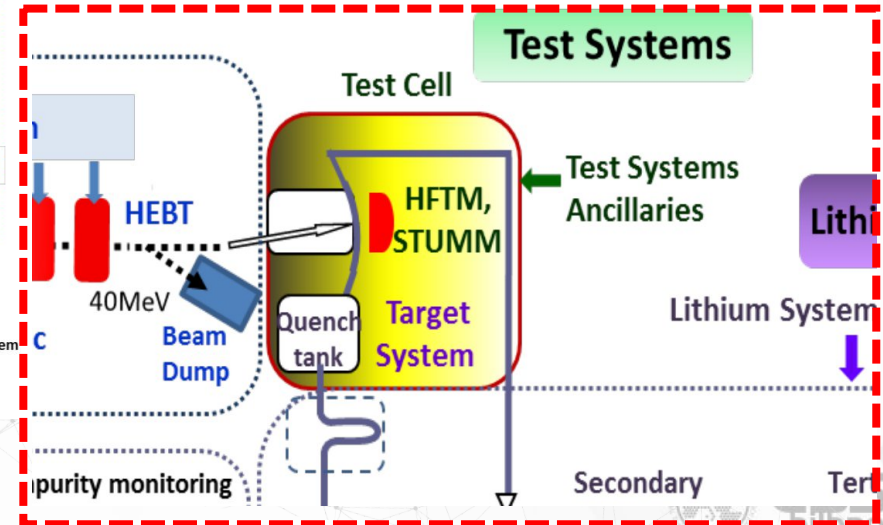 Test Systems
Test Cell
HEBT
HFTM,
STUMM
Test Systems
Ancillaries
40MeV
Beam
Dump
Quench
tank
Target
System
Lithium System
Impurity monitoring
Secondary